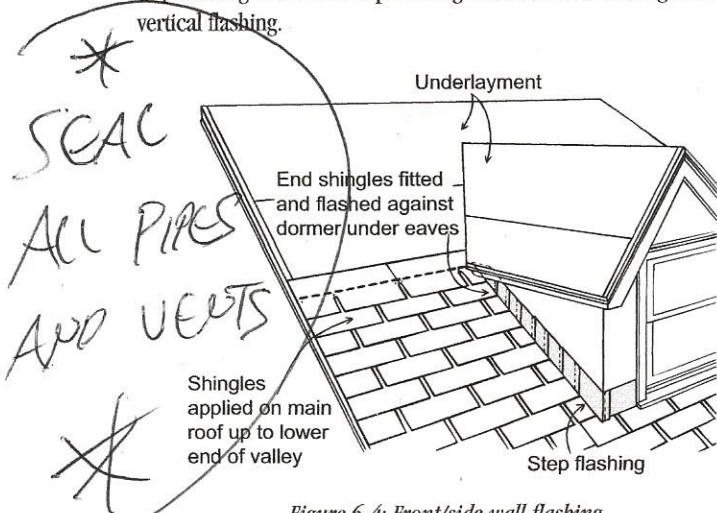 vertical flashing.
*
SEAL
ALL PIPES
AND VENTS
*
Underlayment
End shingles fitted
and flashed against
dormer under eaves
Shingles
applied on main
roof up to lower
end of valley
Step flashing
Figure 6-4: Front/side wall flashing